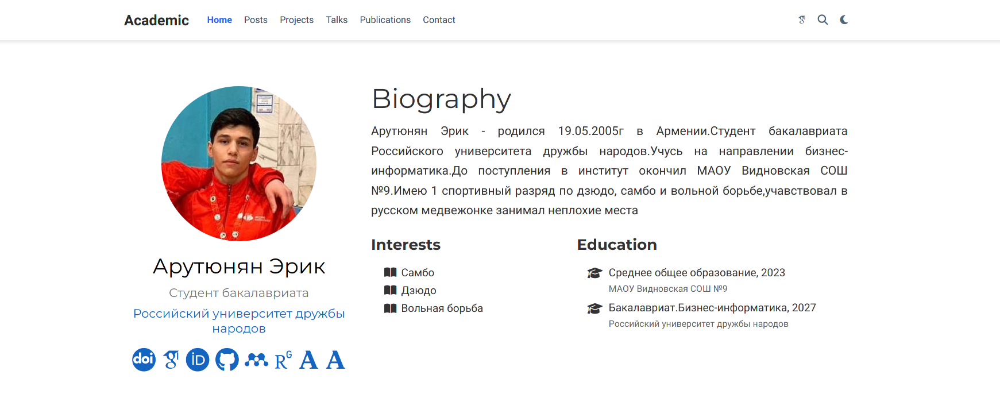 Academic
Home Posts Projects Talks Publications Contact
Biography
Арутюнян Эрик - родился 19.05.2005г в Армении.Студент бакалавриата
Российского университета дружбы народов.Учусь на направлении бизнес-
информатика.До поступления в институт окончил МАОУ Видновская СОШ
№9.Имею 1 спортивный разряд по дзюдо, самбо и вольной борьбе,учавствовал в
русском медвежонке занимал неплохие места
Арутюнян Эрик
Студент бакалавриата
Российский университет дружбы
народов
doi
iD
RG
A A
Interests
Самбо
Дзюдо
Вольная борьба
Education
Среднее общее образование, 2023
МАОУ Видновская СОШ №9
Бакалавриат.Бизнес-информатика, 2027
Российский университет дружбы народов